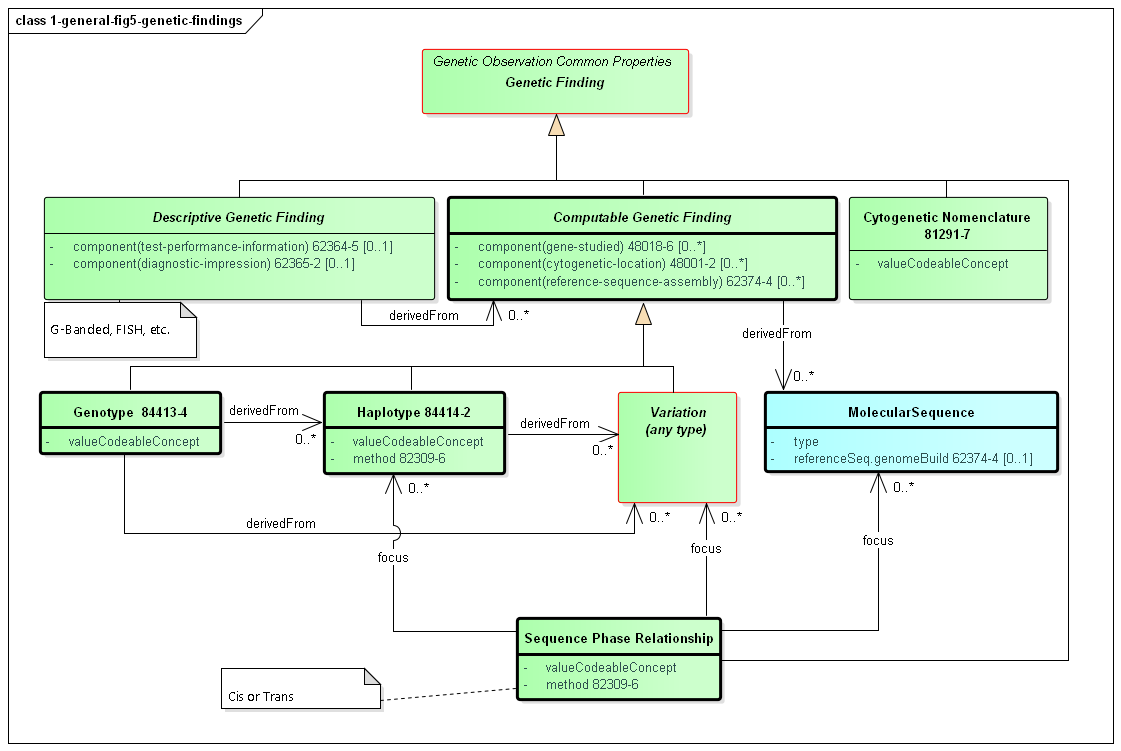 class 1-general-fig5-genetic-findings
Genetic Observation Common Properties
Genetic Finding
Descriptive Genetic Finding
- component(test-performance-information) 62364-5 [0..1]
- component(diagnostic-impression) 62365-2 [0..1]
Computable Genetic Finding
- component(gene-studied) 48018-6 [0..*]
- component(cytogenetic-location) 48001-2 [0..*]
- component(reference-sequence-assembly) 62374-4 [0..*]
Cytogenetic Nomenclature
81291-7
- valueCodeableConcept
G-Banded, FISH, etc.
derivedFrom
0..*
derivedFrom
0..*
Genotype  84413-4
- valueCodeableConcept
derivedFrom
0..*
Haplotype 84414-2
- valueCodeableConcept
- method 82309-6
derivedFrom
0..*
Variation
(any type)
MolecularSequence
- type
- referenceSeq.genomeBuild 62374-4 [0..1]
0..*
0..*
0..*
0..*
derivedFrom
focus
focus
focus
Sequence Phase Relationship
- valueCodeableConcept
- method 82309-6
Cis or Trans